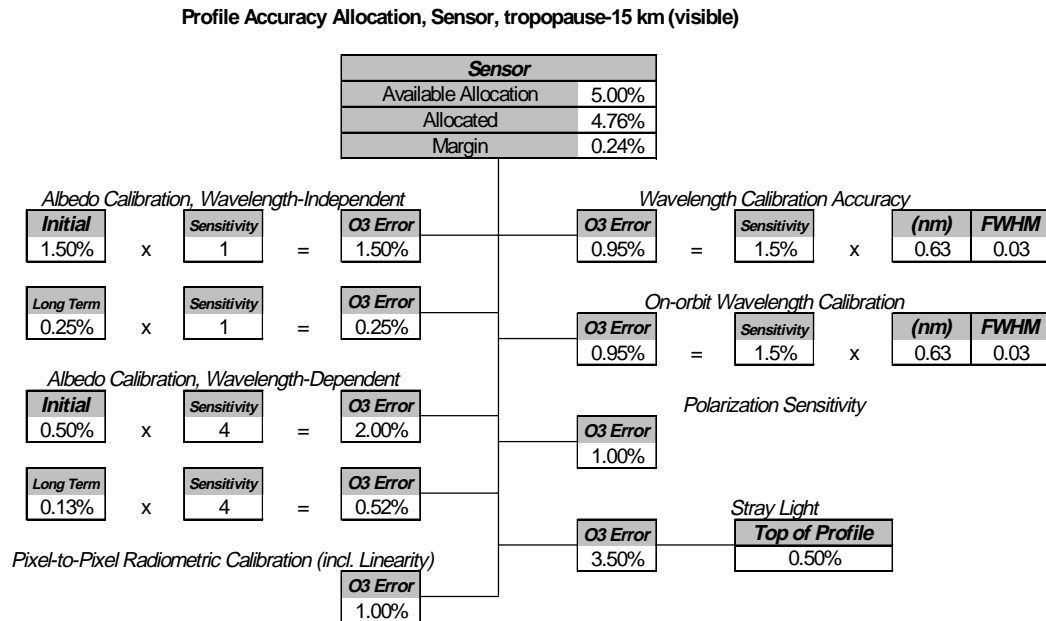 Profile Accuracy Allocation, Sensor, tropopause-15 km (visible)
Sensor
Available Allocation 5.00%
Allocated 4.76%
Margin 0.24%
Albedo Calibration, Wavelength-Independent
Initial Sensitivity O3 Error
1.50% x 1 = 1.50%
Long Term Sensitivity O3 Error
0.25% x 1 = 0.25%
Albedo Calibration, Wavelength-Dependent
Initial Sensitivity O3 Error
0.50% x 4 = 2.00%
Long Term Sensitivity O3 Error
0.13% x 4 = 0.52%
Pixel-to-Pixel Radiometric Calibration (incl. Linearity)
O3 Error
1.00%
Wavelength Calibration Accuracy
O3 Error Sensitivity (nm) FWHM
0.95% = 1.5% x 0.63 0.03
On-orbit Wavelength Calibration
O3 Error Sensitivity (nm) FWHM
0.95% = 1.5% x 0.63 0.03
Polarization Sensitivity
O3 Error
1.00%
Stray Light
O3 Error Top of Profile
3.50% 0.50%